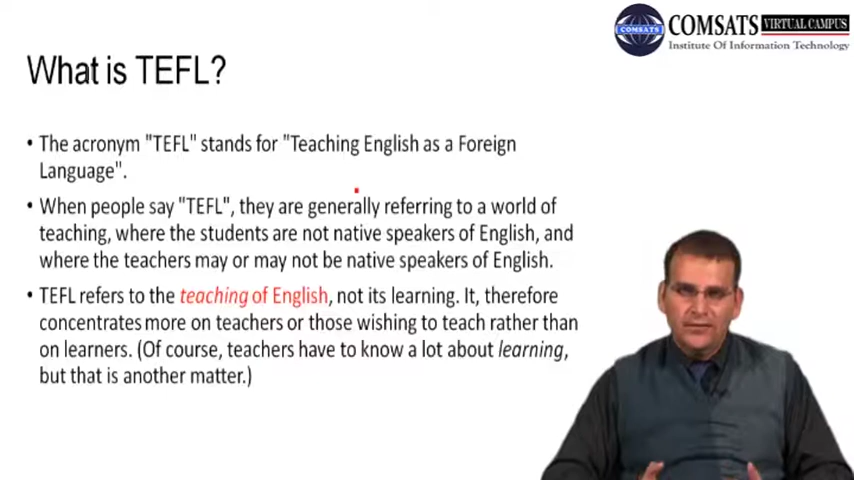 COMSATS
COMSATS VIRTUAL CAMPUS
Institute Of Information Technology
What is TEFL?
• The acronym "TEFL" stands for "Teaching English as a Foreign
Language".
• When people say "TEFL", they are generally referring to a world of
teaching, where the students are not native speakers of English, and
where the teachers may or may not be native speakers of English.
• TEFL refers to the teaching of English, not its learning. It, therefore
concentrates more on teachers or those wishing to teach rather than
on learners. (Of course, teachers have to know a lot about learning,
but that is another matter.)